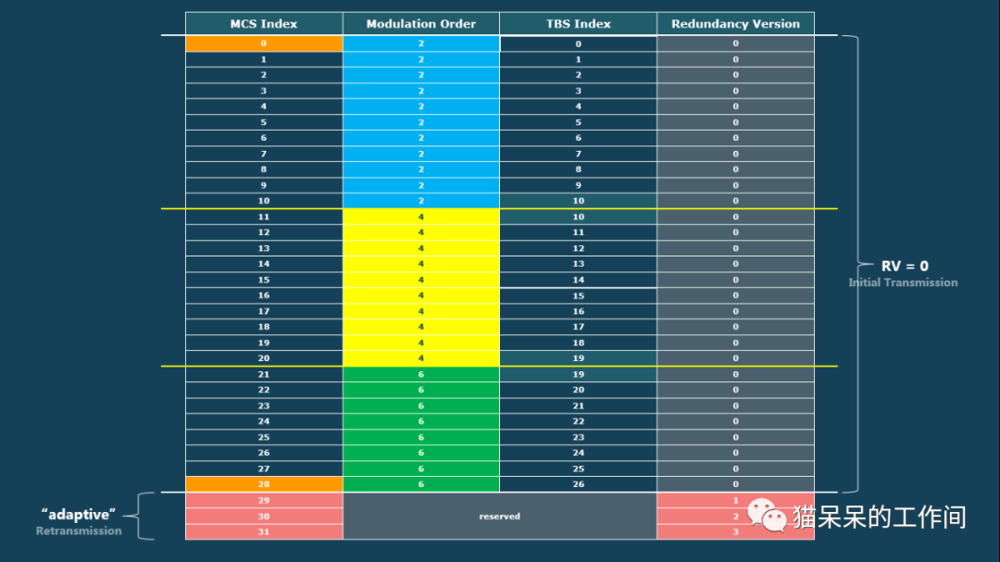 MCS Index Modulation Order TBS Index Redundancy Version
0 2 0 0
1 2 1 0
2 2 2 0
3 2 3 0
4 2 4 0
5 2 5 0
6 2 6 0
7 2 7 0
8 2 8 0
9 2 9 0
10 2 10 0
11 4 10 0
12 4 11 0
13 4 12 0
14 4 13 0
15 4 14 0
16 4 15 0
17 4 16 0
18 4 17 0
19 4 18 0
20 4 19 0
21 6 19 0
22 6 20 0
23 6 21 0
24 6 22 0
25 6 23 0
26 6 24 0
27 6 25 0
28 6 26 0
29 1
30 reserved 2
31 3
RV = 0
Initial Transmission
“adaptive”
Retransmission
猫呆呆的工作间